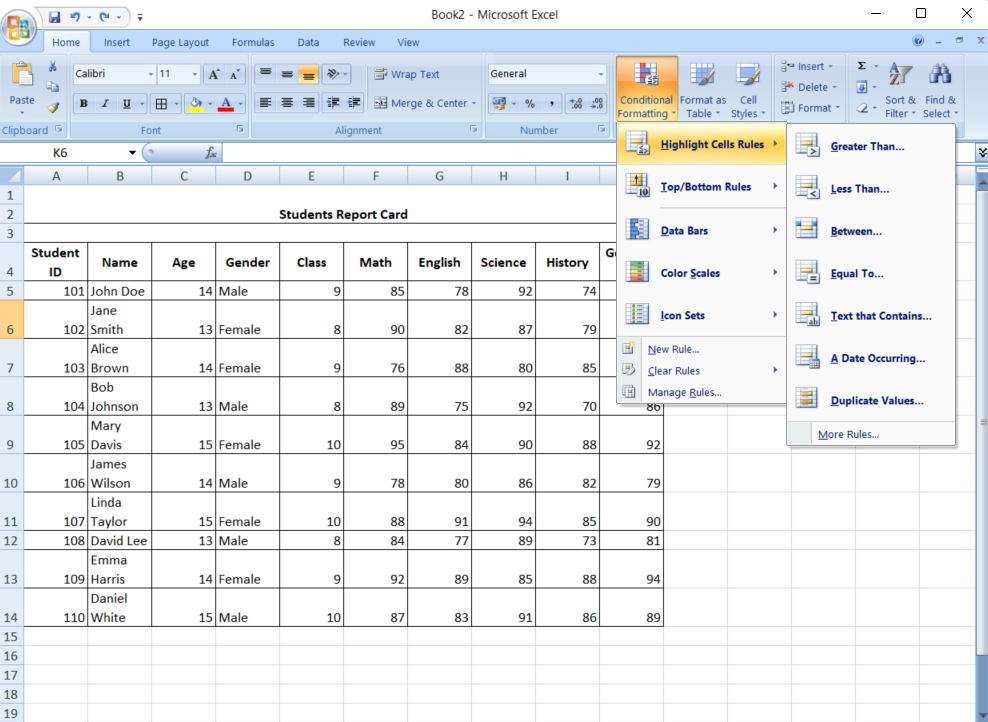 Book2 - Microsoft Excel
Home Insert Page Layout Formulas Data Review View
Paste
Clipboard
Calibri 11 A A
B I U A
Font
Wrap Text
Merge & Center
Alignment
General
% ,
Number
Conditional Formatting
Format as Table
Cell Styles
Insert
Delete
Format
Σ
Sort & Filter
Find & Select
K6 fx
Highlight Cells Rules
Top/Bottom Rules
Data Bars
Color Scales
Icon Sets
New Rule...
Clear Rules
Manage Rules...
Greater Than...
Less Than...
Between...
Equal To...
Text that Contains...
A Date Occurring...
Duplicate Values...
More Rules...
A B C D E F G H I
1
2 Students Report Card
3
4 Student ID Name Age Gender Class Math English Science History
5 101 John Doe 14 Male 9 85 78 92 74
6 102 Jane Smith 13 Female 8 90 82 87 79
7 103 Alice Brown 14 Female 9 76 88 80 85
8 104 Bob Johnson 13 Male 8 89 75 92 70 86
9 105 Mary Davis 15 Female 10 95 84 90 88 92
10 106 James Wilson 14 Male 9 78 80 86 82 79
11 107 Linda Taylor 15 Female 10 88 91 94 85 90
12 108 David Lee 13 Male 8 84 77 89 73 81
13 109 Emma Harris 14 Female 9 92 89 85 88 94
14 110 Daniel White 15 Male 10 87 83 91 86 89
15
16
17
18
19